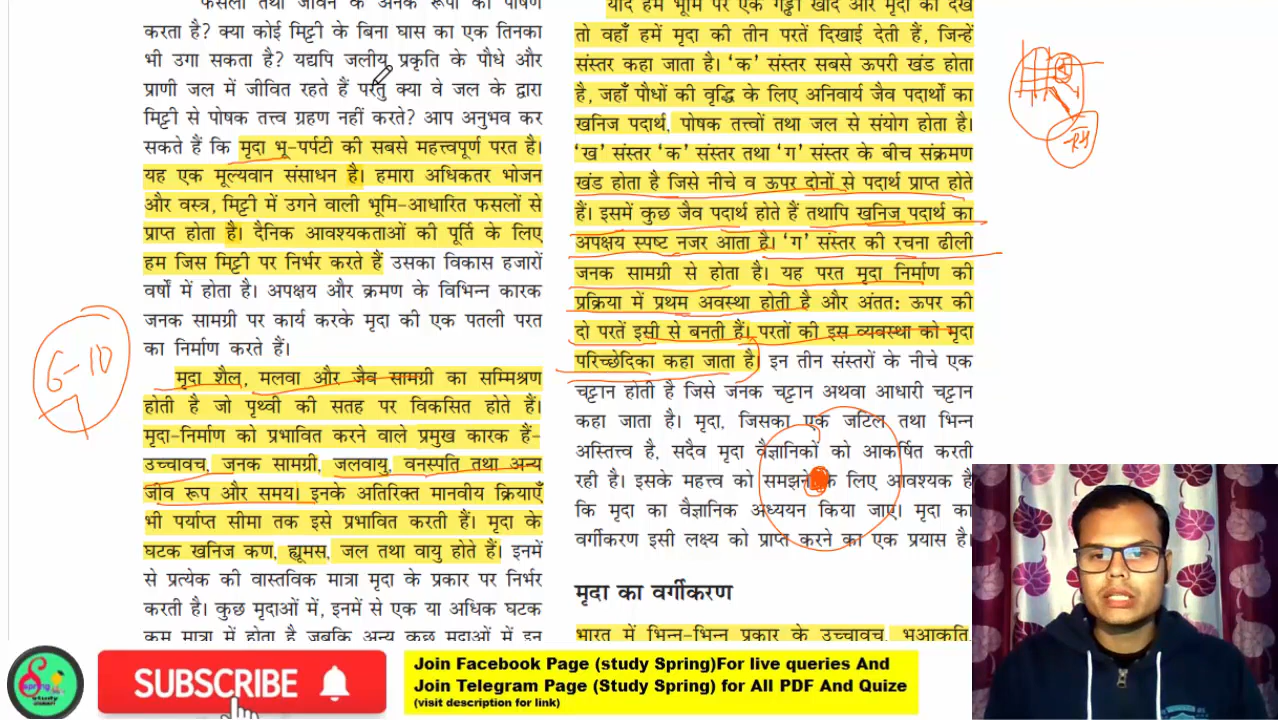 फसलों तथा जीवन के अनेक रूपों का पोषण
करता है? क्या कोई मिट्टी के बिना घास का एक तिनका
भी उगा सकता है? यद्यपि जलीय प्रकृति के पौधे और
प्राणी जल में जीवित रहते हैं परंतु क्या वे जल के द्वारा
मिट्टी से पोषक तत्त्व ग्रहण नहीं करते? आप अनुभव कर
सकते हैं कि मृदा भू-पर्पटी की सबसे महत्त्वपूर्ण परत है।
यह एक मूल्यवान संसाधन है। हमारा अधिकतर भोजन
और वस्त्र, मिट्टी में उगने वाली भूमि-आधारित फसलों से
प्राप्त होता है। दैनिक आवश्यकताओं की पूर्ति के लिए
हम जिस मिट्टी पर निर्भर करते हैं उसका विकास हजारों
वर्षों में होता है। अपक्षय और क्रमण के विभिन्न कारक
जनक सामग्री पर कार्य करके मृदा की एक पतली परत
का निर्माण करते हैं।
मृदा शैल, मलवा और जैव सामग्री का सम्मिश्रण
होती है जो पृथ्वी की सतह पर विकसित होते हैं।
मृदा-निर्माण को प्रभावित करने वाले प्रमुख कारक हैं-
उच्चावच, जनक सामग्री, जलवायु, वनस्पति तथा अन्य
जीव रूप और समय। इनके अतिरिक्त मानवीय क्रियाएँ
भी पर्याप्त सीमा तक इसे प्रभावित करती हैं। मृदा के
घटक खनिज कण, ह्यूमस, जल तथा वायु होते हैं। इनमें
से प्रत्येक की वास्तविक मात्रा मृदा के प्रकार पर निर्भर
करती है। कुछ मृदाओं में, इनमें से एक या अधिक घटक
कम मात्रा में होता है जबकि अन्य कुछ मृदाओं में इन
6-10
यदि हम भूमि पर एक गड्ढा खोदें और मृदा को देखें
तो वहाँ हमें मृदा की तीन परतें दिखाई देती हैं, जिन्हें
संस्तर कहा जाता है। 'क' संस्तर सबसे ऊपरी खंड होता
है, जहाँ पौधों की वृद्धि के लिए अनिवार्य जैव पदार्थों का
खनिज पदार्थ, पोषक तत्त्वों तथा जल से संयोग होता है।
'ख' संस्तर 'क' संस्तर तथा 'ग' संस्तर के बीच संक्रमण
खंड होता है जिसे नीचे व ऊपर दोनों से पदार्थ प्राप्त होते
हैं। इसमें कुछ जैव पदार्थ होते हैं तथापि खनिज पदार्थ का
अपक्षय स्पष्ट नजर आता है। 'ग' संस्तर की रचना ढीली
जनक सामग्री से होता है। यह परत मृदा निर्माण की
प्रक्रिया में प्रथम अवस्था होती है और अंतत: ऊपर की
दो परतें इसी से बनती हैं। परतों की इस व्यवस्था को मृदा
परिच्छेदिका कहा जाता है। इन तीन संस्तरों के नीचे एक
चट्टान होती है जिसे जनक चट्टान अथवा आधारी चट्टान
कहा जाता है। मृदा, जिसका एक जटिल तथा भिन्न
अस्तित्व है, सदैव मृदा वैज्ञानिकों को आकर्षित करती
रही है। इसके महत्त्व को समझने के लिए आवश्यक है
कि मृदा का वैज्ञानिक अध्ययन किया जाए। मृदा का
वर्गीकरण इसी लक्ष्य को प्राप्त करने का एक प्रयास है।
मृदा का वर्गीकरण
भारत में भिन्न-भिन्न प्रकार के उच्चावच, भूआकृति,
SUBSCRIBE
Join Facebook Page (study Spring)For live queries And
Join Telegram Page (Study Spring) for All PDF And Quize
(visit description for link)